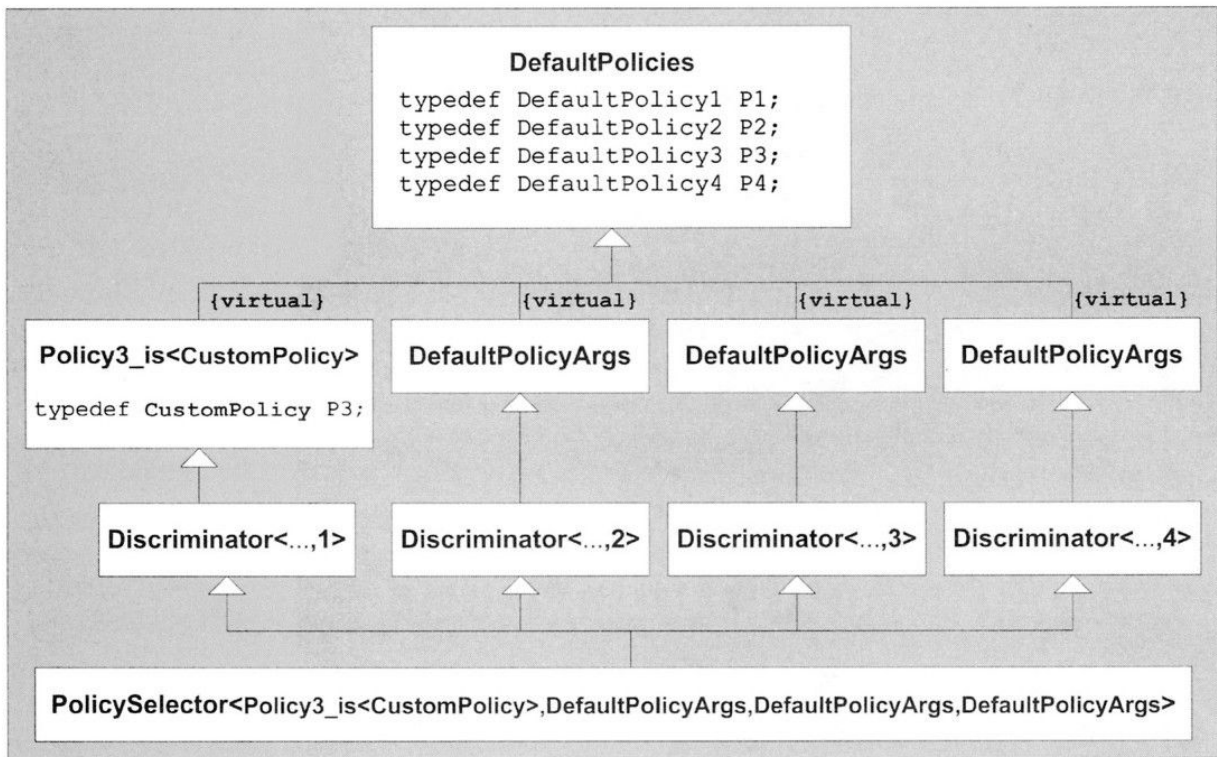 DefaultPolicies
typedef DefaultPolicy1 P1;
typedef DefaultPolicy2 P2;
typedef DefaultPolicy3 P3;
typedef DefaultPolicy4 P4;
{virtual} {virtual} {virtual} {virtual}
Policy3_is<CustomPolicy>
typedef CustomPolicy P3;
DefaultPolicyArgs
DefaultPolicyArgs
DefaultPolicyArgs
Discriminator<...,1>
Discriminator<...,2>
Discriminator<...,3>
Discriminator<...,4>
PolicySelector<Policy3_is<CustomPolicy>,DefaultPolicyArgs,DefaultPolicyArgs,DefaultPolicyArgs>